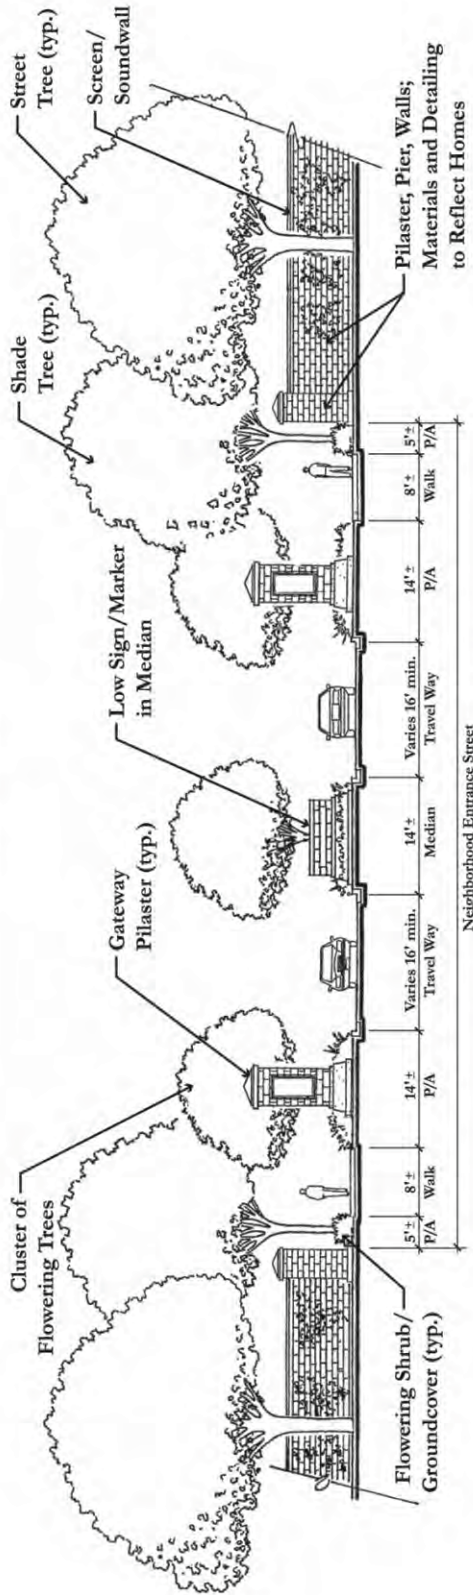 Cluster of
Flowering Trees
Gateway
Pilaster (typ.)
Low Sign/Marker
in Median
Shade
Tree (typ.)
Street
Tree (typ.)
Screen/
Soundwall
5'±
P/A
8'±
Walk
14'±
P/A
Varies 16' min.
Travel Way
14'±
Median
Varies 16' min.
Travel Way
14'±
P/A
8'±
Walk
5'±
P/A
Neighborhood Entrance Street
Flowering Shrub/
Groundcover (typ.)
Pilaster, Pier, Walls;
Materials and Detailing
to Reflect Homes